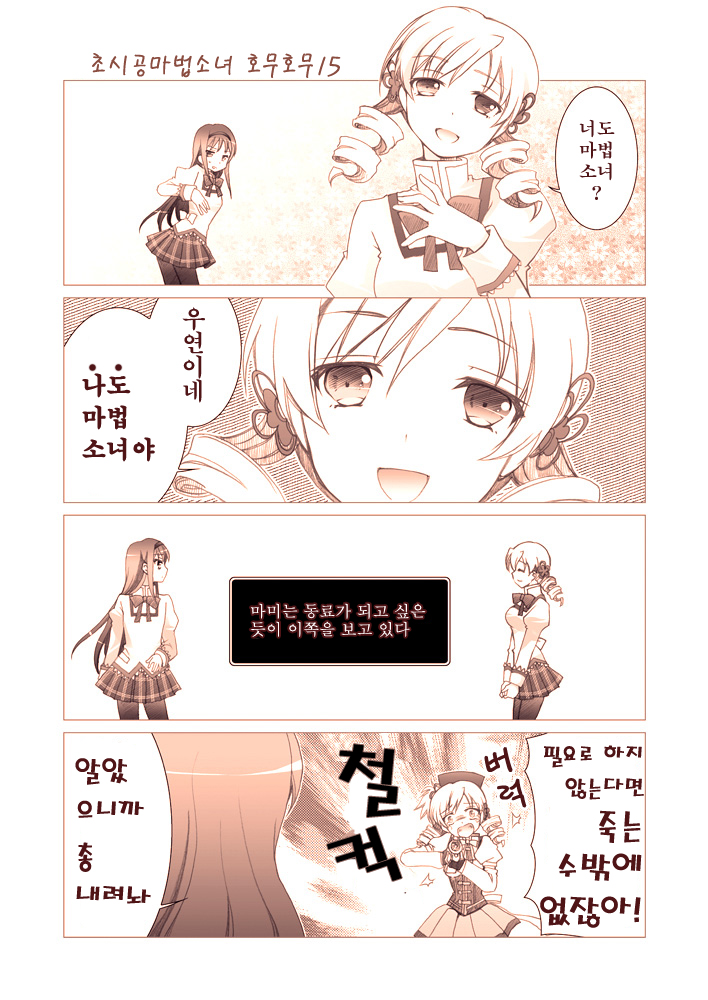 초시공마법소녀 호무호무15
너도
마법
소녀
?
우연이네
나도
마법
소녀야
마미는 동료가 되고 싶은
듯이 이쪽을 보고 있다
필요로 하지
않는다면
죽는
수밖에
없잖아!
버럭
철컥
알았
으니까
총
내려놔